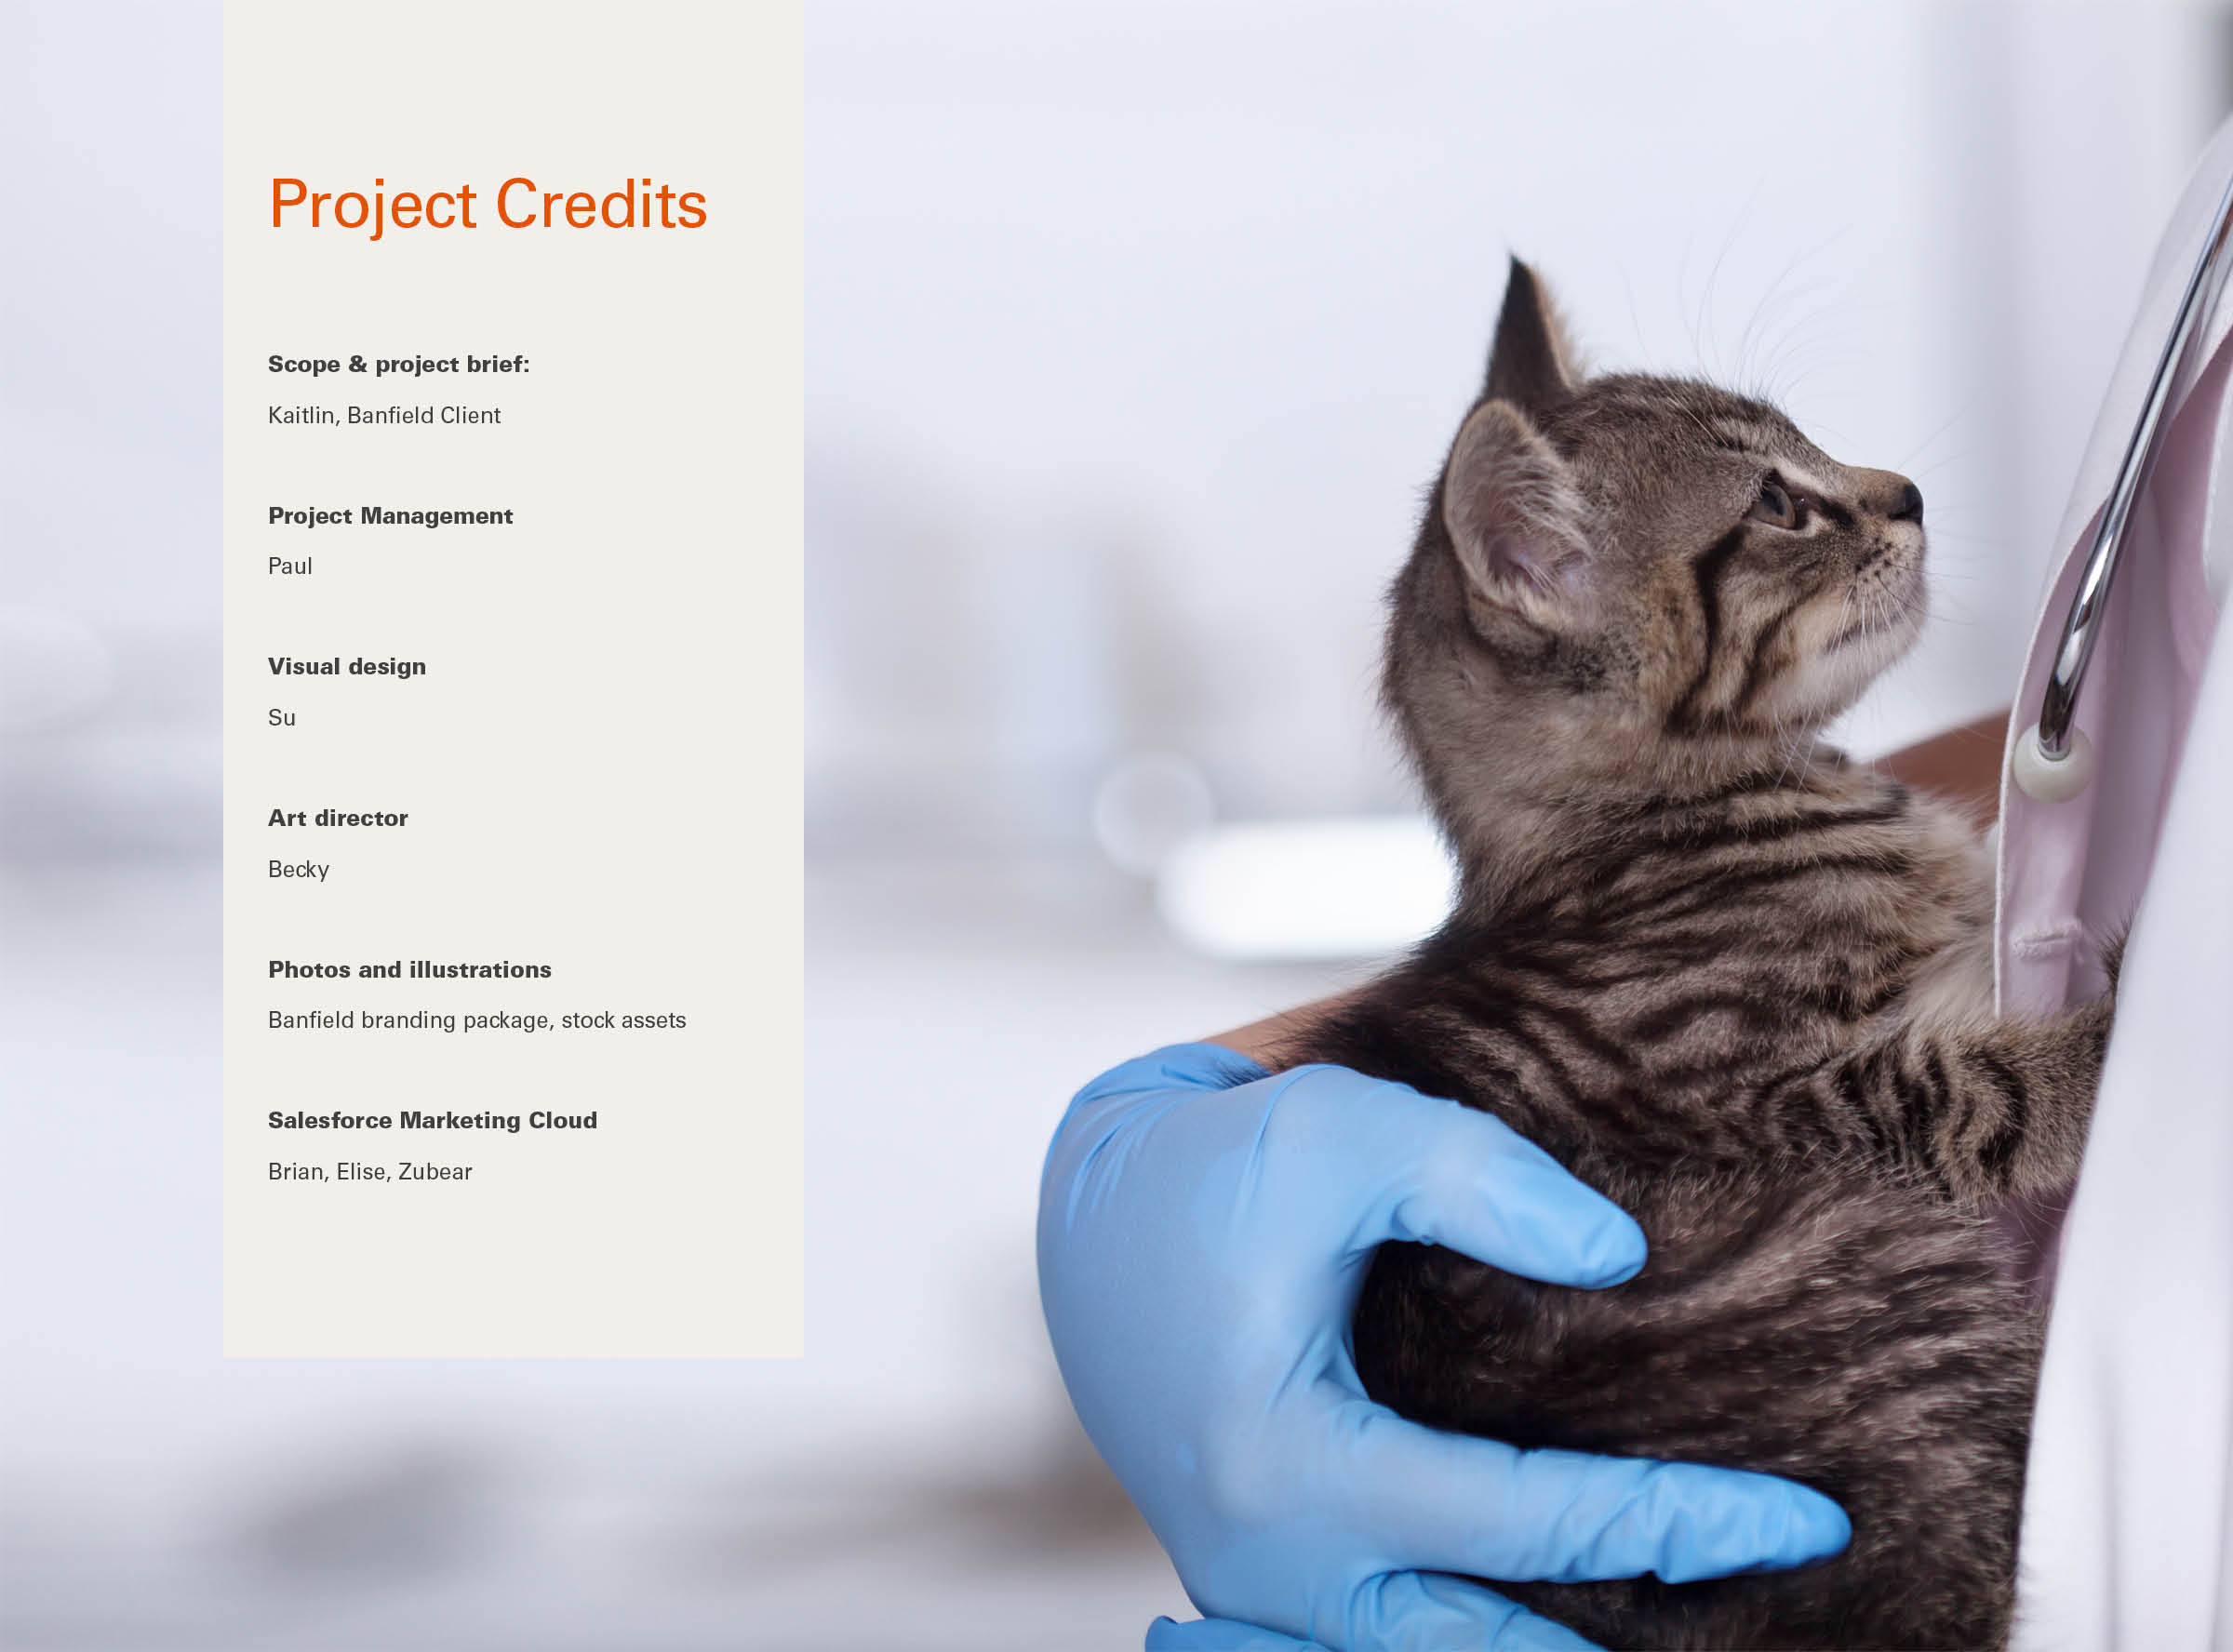 Project Credits
Scope & project brief:
Kaitlin, Banfield Client
Project Management
Paul
Visual design
Su
Art director
Becky
Photos and illustrations
Banfield branding package, stock assets
Salesforce Marketing Cloud
Brian, Elise, Zubear